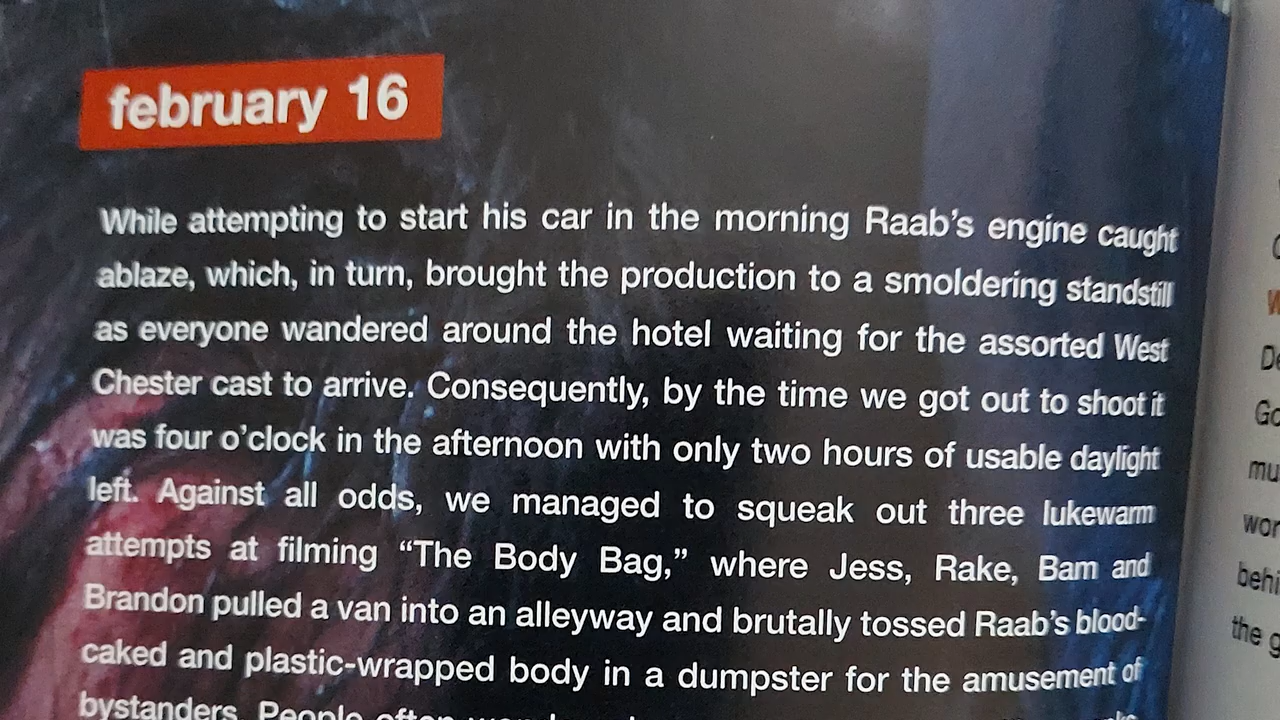 february 16
While attempting to start his car in the morning Raab's engine caught
ablaze, which, in turn, brought the production to a smoldering standstill
as everyone wandered around the hotel waiting for the assorted West
Chester cast to arrive. Consequently, by the time we got out to shoot it
was four o'clock in the afternoon with only two hours of usable daylight
left. Against all odds, we managed to squeak out three lukewarm
attempts at filming “The Body Bag,” where Jess, Rake, Bam and
Brandon pulled a van into an alleyway and brutally tossed Raab's blood-
caked and plastic-wrapped body in a dumpster for the amusement of
bystanders. People often
behi
the g